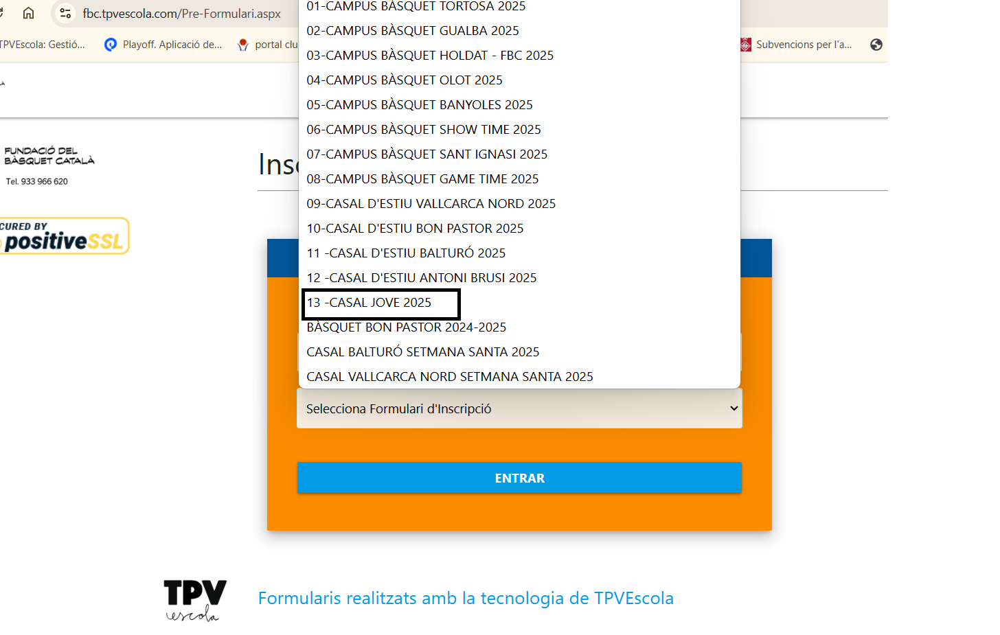 fbc.tpvescola.com/Pre-Formulari.aspx
TPVEscola: Gestió...
Playoff. Aplicació de...
portal clu
Subvencions per l'a...
01-CAMPUS BÀSQUET TORTOSA 2025
02-CAMPUS BÀSQUET GUALBA 2025
03-CAMPUS BÀSQUET HOLDAT - FBC 2025
04-CAMPUS BÀSQUET OLOT 2025
05-CAMPUS BÀSQUET BANYOLES 2025
06-CAMPUS BÀSQUET SHOW TIME 2025
07-CAMPUS BÀSQUET SANT IGNASI 2025
08-CAMPUS BÀSQUET GAME TIME 2025
09-CASAL D'ESTIU VALLCARCA NORD 2025
10-CASAL D'ESTIU BON PASTOR 2025
11 -CASAL D'ESTIU BALTURÓ 2025
12 -CASAL D'ESTIU ANTONI BRUSI 2025
13 -CASAL JOVE 2025
BÀSQUET BON PASTOR 2024-2025
CASAL BALTURÓ SETMANA SANTA 2025
CASAL VALLCARCA NORD SETMANA SANTA 2025
FUNDACIÓ DEL
BÀSQUET CATALÀ
Tel. 933 966 620
CURED BY
positiveSSL
Insc
Selecciona Formulari d'Inscripció
ENTRAR
TPV
escola
Formularis realitzats amb la tecnologia de TPVEscola